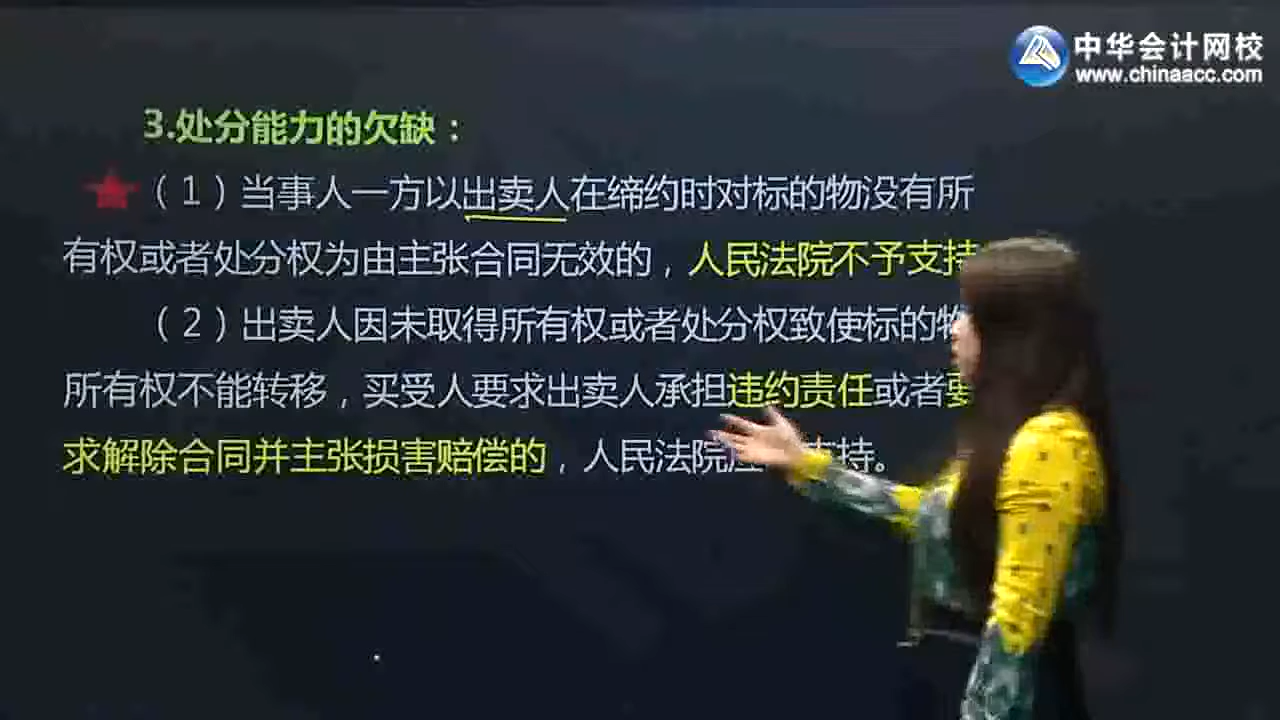 中华会计网校
www.chinaacc.com
3.处分能力的欠缺：
（1）当事人一方以出卖人在缔约时对标的物没有所
有权或者处分权为由主张合同无效的，人民法院不予支持
（2）出卖人因未取得所有权或者处分权致使标的物
所有权不能转移，买受人要求出卖人承担违约责任或者要
求解除合同并主张损害赔偿的，人民法院支持。